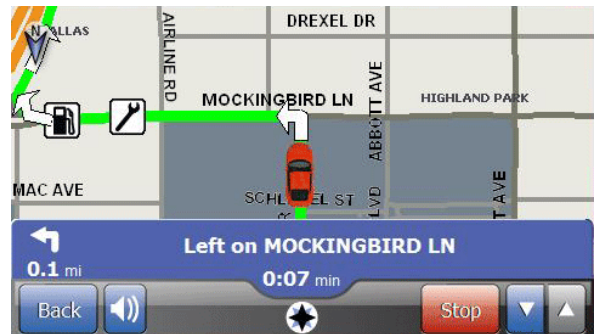 DREXEL DR
N
ALLAS
AIRLINE RD
MOCKINGBIRD LN
ABBOTT AVE
HIGHLAND PARK
MAC AVE
ST
LVD
T AVE
Left on MOCKINGBIRD LN
0.1 mi
0:07 min
Back
Stop